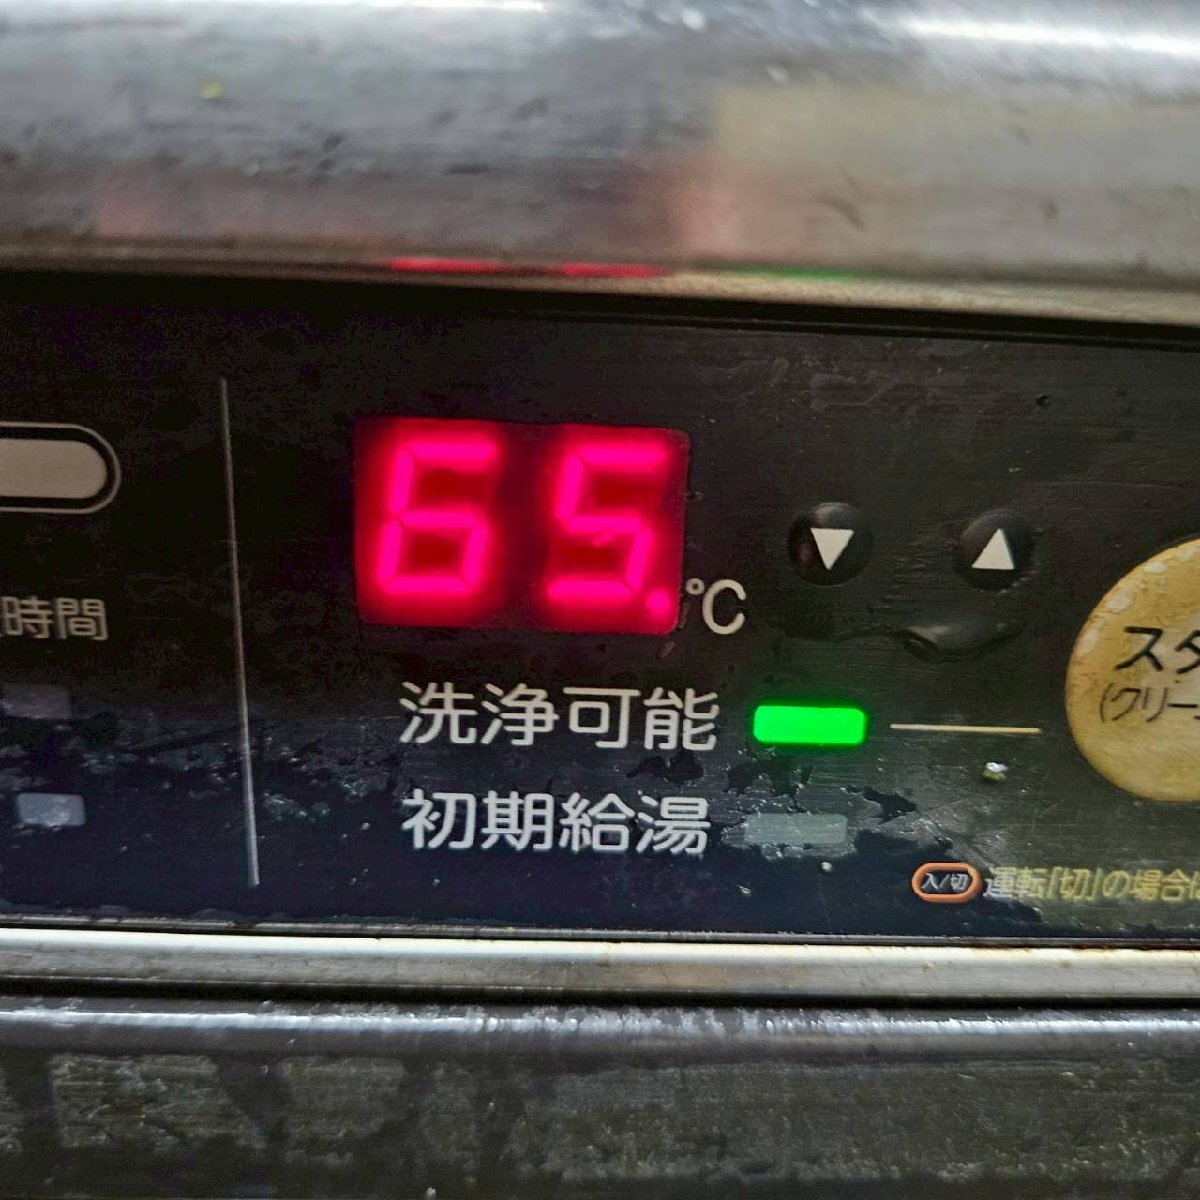 65.
℃
▼ ▲
時間
スタ
(クリー
洗浄可能
初期給湯
入/切 運転「切」の場合